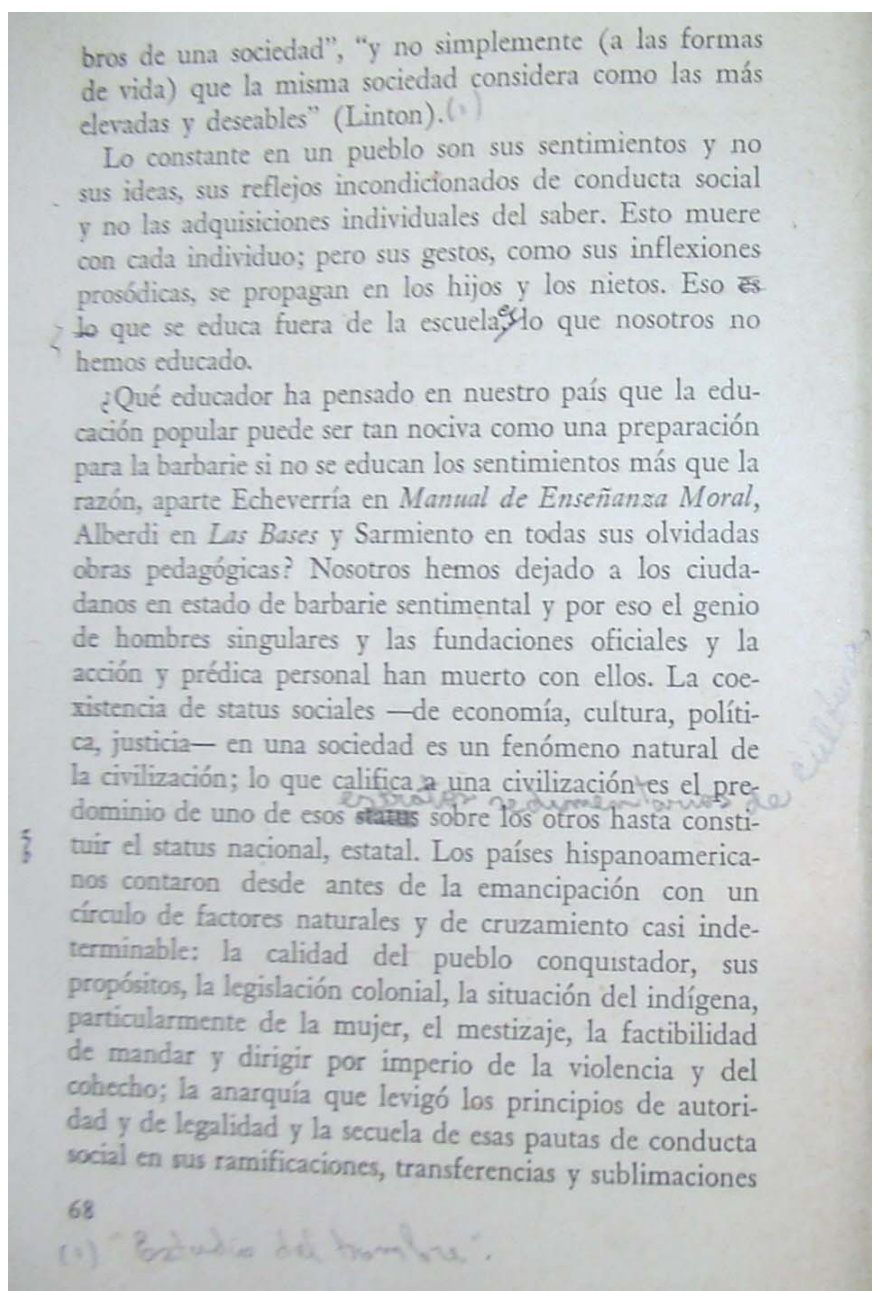 bros de una sociedad”, “y no simplemente (a las formas
de vida) que la misma sociedad considera como las más
elevadas y deseables” (Linton).(1)
Lo constante en un pueblo son sus sentimientos y no
sus ideas, sus reflejos incondicionados de conducta social
y no las adquisiciones individuales del saber. Esto muere
con cada individuo; pero sus gestos, como sus inflexiones
prosódicas, se propagan en los hijos y los nietos. Eso es
lo que se educa fuera de la escuela, es lo que nosotros no
hemos educado.
¿Qué educador ha pensado en nuestro país que la edu-
cación popular puede ser tan nociva como una preparación
para la barbarie si no se educan los sentimientos más que la
razón, aparte Echeverría en Manual de Enseñanza Moral,
Alberdi en Las Bases y Sarmiento en todas sus olvidadas
obras pedagógicas? Nosotros hemos dejado a los ciuda-
danos en estado de barbarie sentimental y por eso el genio
de hombres singulares y las fundaciones oficiales y la
acción y prédica personal han muerto con ellos. La coe-
xistencia de status sociales —de economía, cultura, políti-
ca, justicia— en una sociedad es un fenómeno natural de
la civilización; lo que califica a una civilización es el pre-
estratos sedimentarios de cultura
dominio de uno de esos status sobre los otros hasta consti-
tuir el status nacional, estatal. Los países hispanoamerica-
nos contaron desde antes de la emancipación con un
círculo de factores naturales y de cruzamiento casi inde-
terminable: la calidad del pueblo conquistador, sus
propósitos, la legislación colonial, la situación del indígena,
particularmente de la mujer, el mestizaje, la factibilidad
de mandar y dirigir por imperio de la violencia y del
cohecho; la anarquía que levigó los principios de autori-
dad y de legalidad y la secuela de esas pautas de conducta
social en sus ramificaciones, transferencias y sublimaciones
68
(1) "Estudio del hombre".